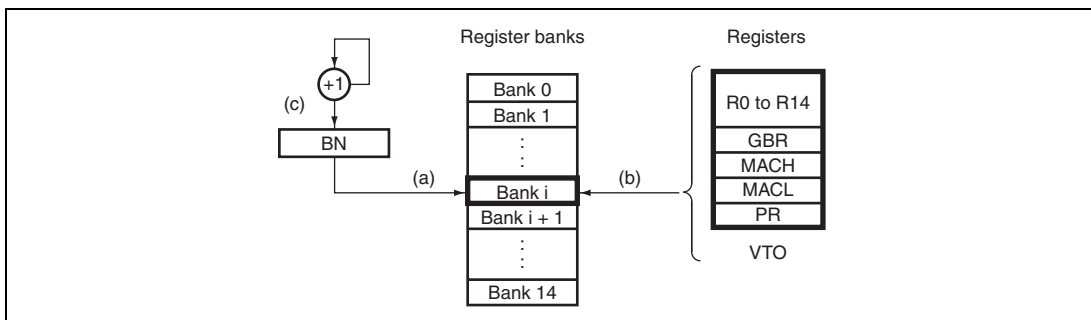 Register banks
Registers
+1
(c)
BN
(a)
Bank 0
Bank 1
Bank i
Bank i + 1
Bank 14
(b)
R0 to R14
GBR
MACH
MACL
PR
VTO